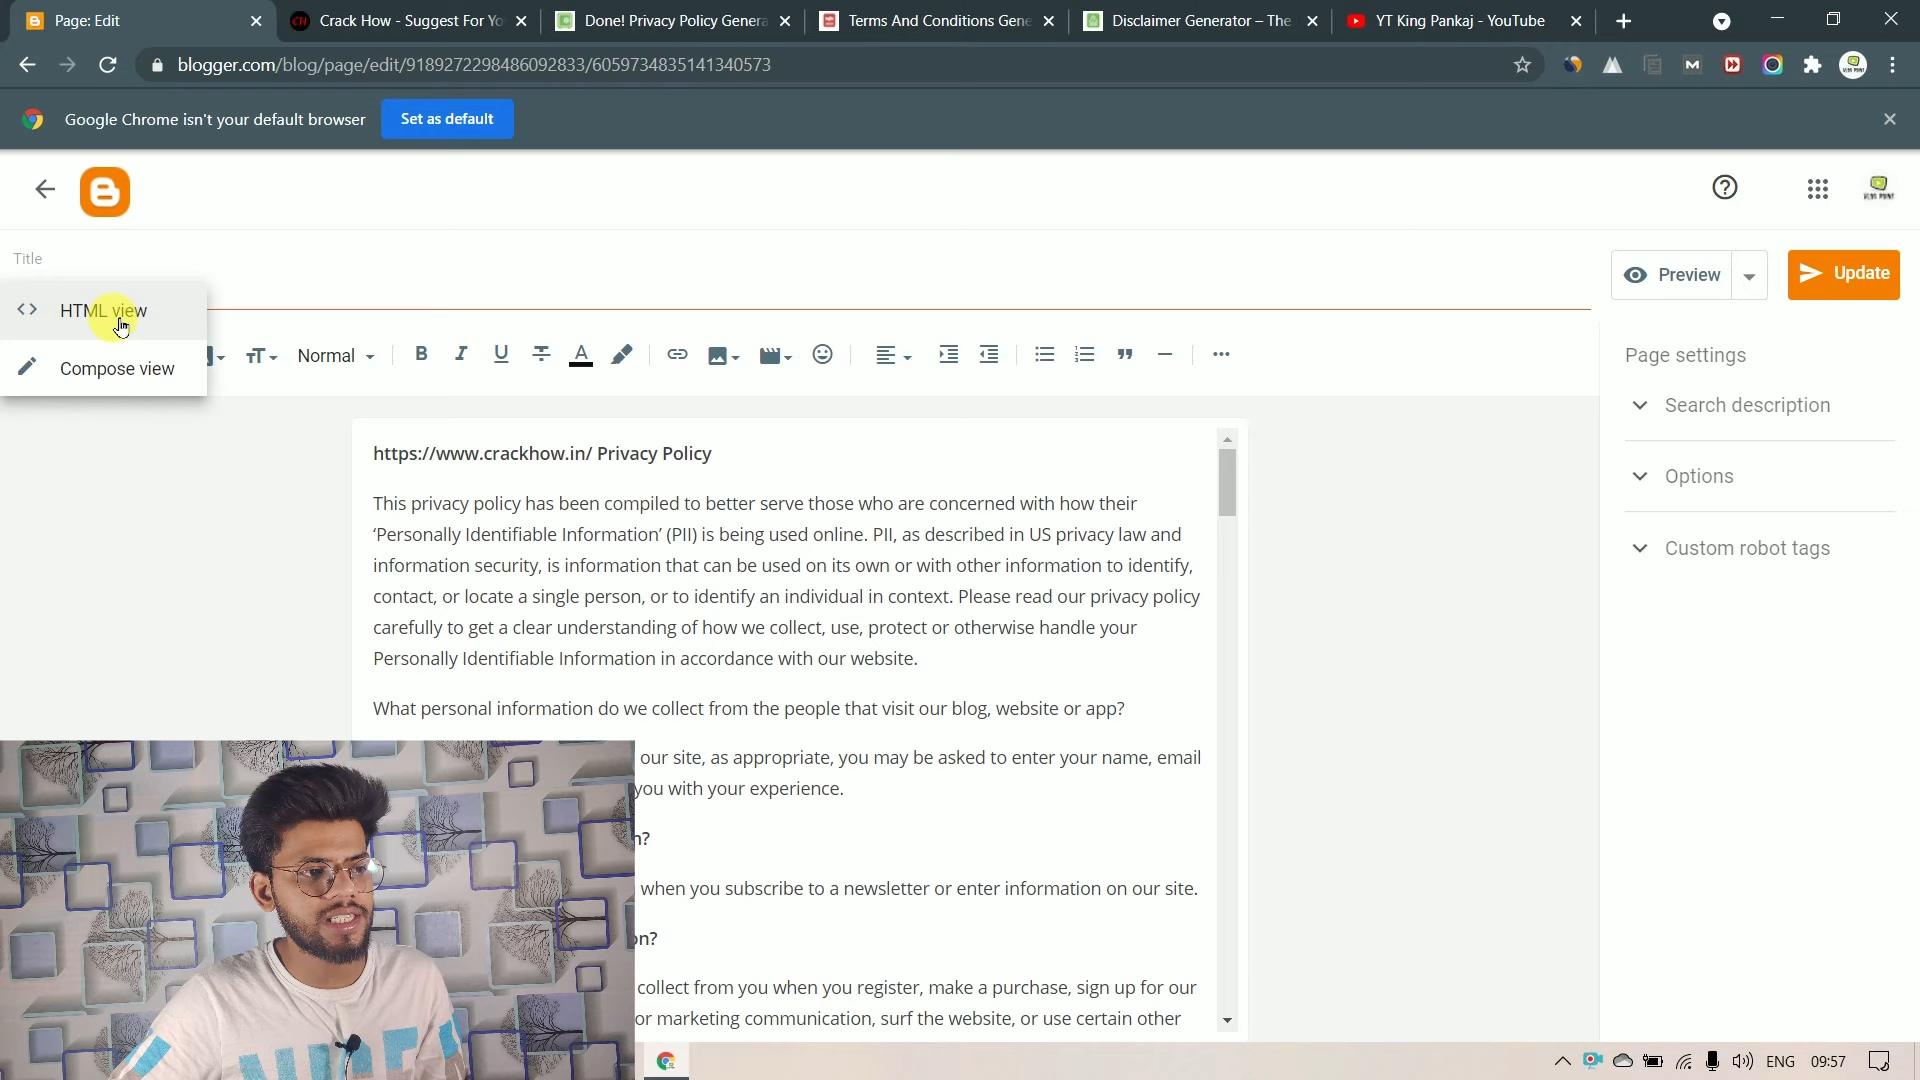 Page: Edit
Crack How - Suggest For Yo
Done! Privacy Policy Genera
Terms And Conditions Gene
Disclaimer Generator – The
YT King Pankaj - YouTube
blogger.com/blog/page/edit/9189272298486092833/6059734835141340573
Google Chrome isn't your default browser
Set as default
Title
Preview
Update
HTML view
Compose view
Normal
Page settings
Search description
Options
Custom robot tags
https://www.crackhow.in/ Privacy Policy
This privacy policy has been compiled to better serve those who are concerned with how their
‘Personally Identifiable Information’ (PII) is being used online. PII, as described in US privacy law and
information security, is information that can be used on its own or with other information to identify,
contact, or locate a single person, or to identify an individual in context. Please read our privacy policy
carefully to get a clear understanding of how we collect, use, protect or otherwise handle your
Personally Identifiable Information in accordance with our website.
What personal information do we collect from the people that visit our blog, website or app?
our site, as appropriate, you may be asked to enter your name, email
you with your experience.
n?
when you subscribe to a newsletter or enter information on our site.
on?
collect from you when you register, make a purchase, sign up for our
or marketing communication, surf the website, or use certain other
ENG
09:57